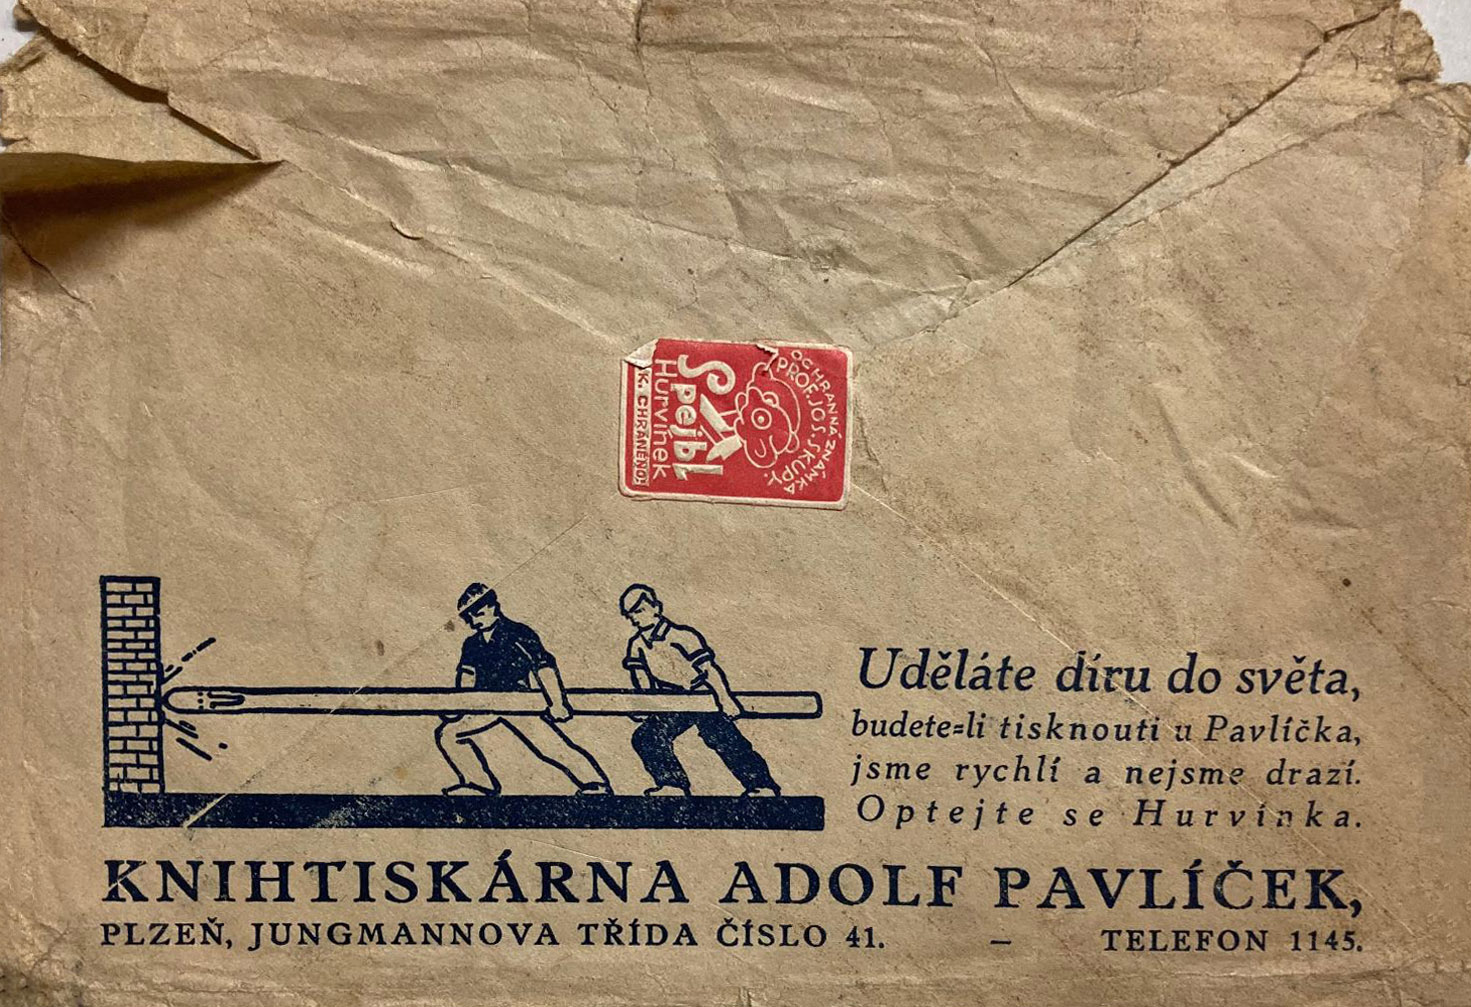 OCHRANNÁ ZNÁMKA
PROF. JOS. SKUPY.
Spejbl
Hurvínek
K. CHRÁNĚNO.
Uděláte díru do světa,
budete=li tisknouti u Pavlíčka,
jsme rychlí a nejsme drazí.
Optejte se Hurvínka.
KNIHTISKÁRNA ADOLF PAVLÍČEK,
PLZEŇ, JUNGMANNOVA TŘÍDA ČÍSLO 41. – TELEFON 1145.